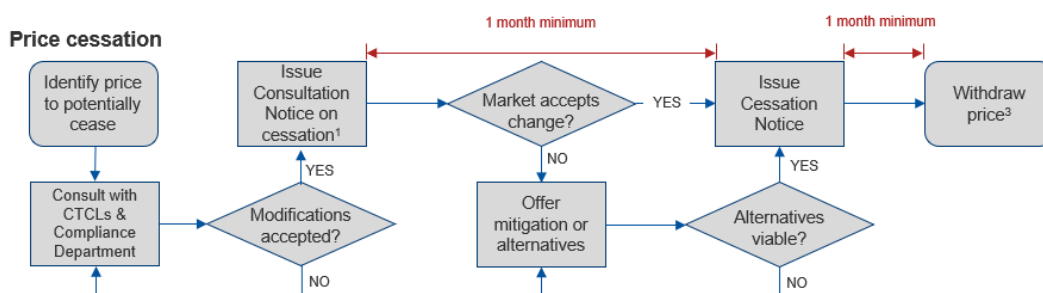 1 month minimum
1 month minimum
Price cessation
Identify price
to potentially
cease
Issue
Consultation
Notice on
cessation¹
Market accepts
change?
YES
Issue
Cessation
Notice
Withdraw
price³
YES
NO
YES
Consult with
CTCLs &
Compliance
Department
Modifications
accepted?
Offer
mitigation or
alternatives
Alternatives
viable?
NO
NO